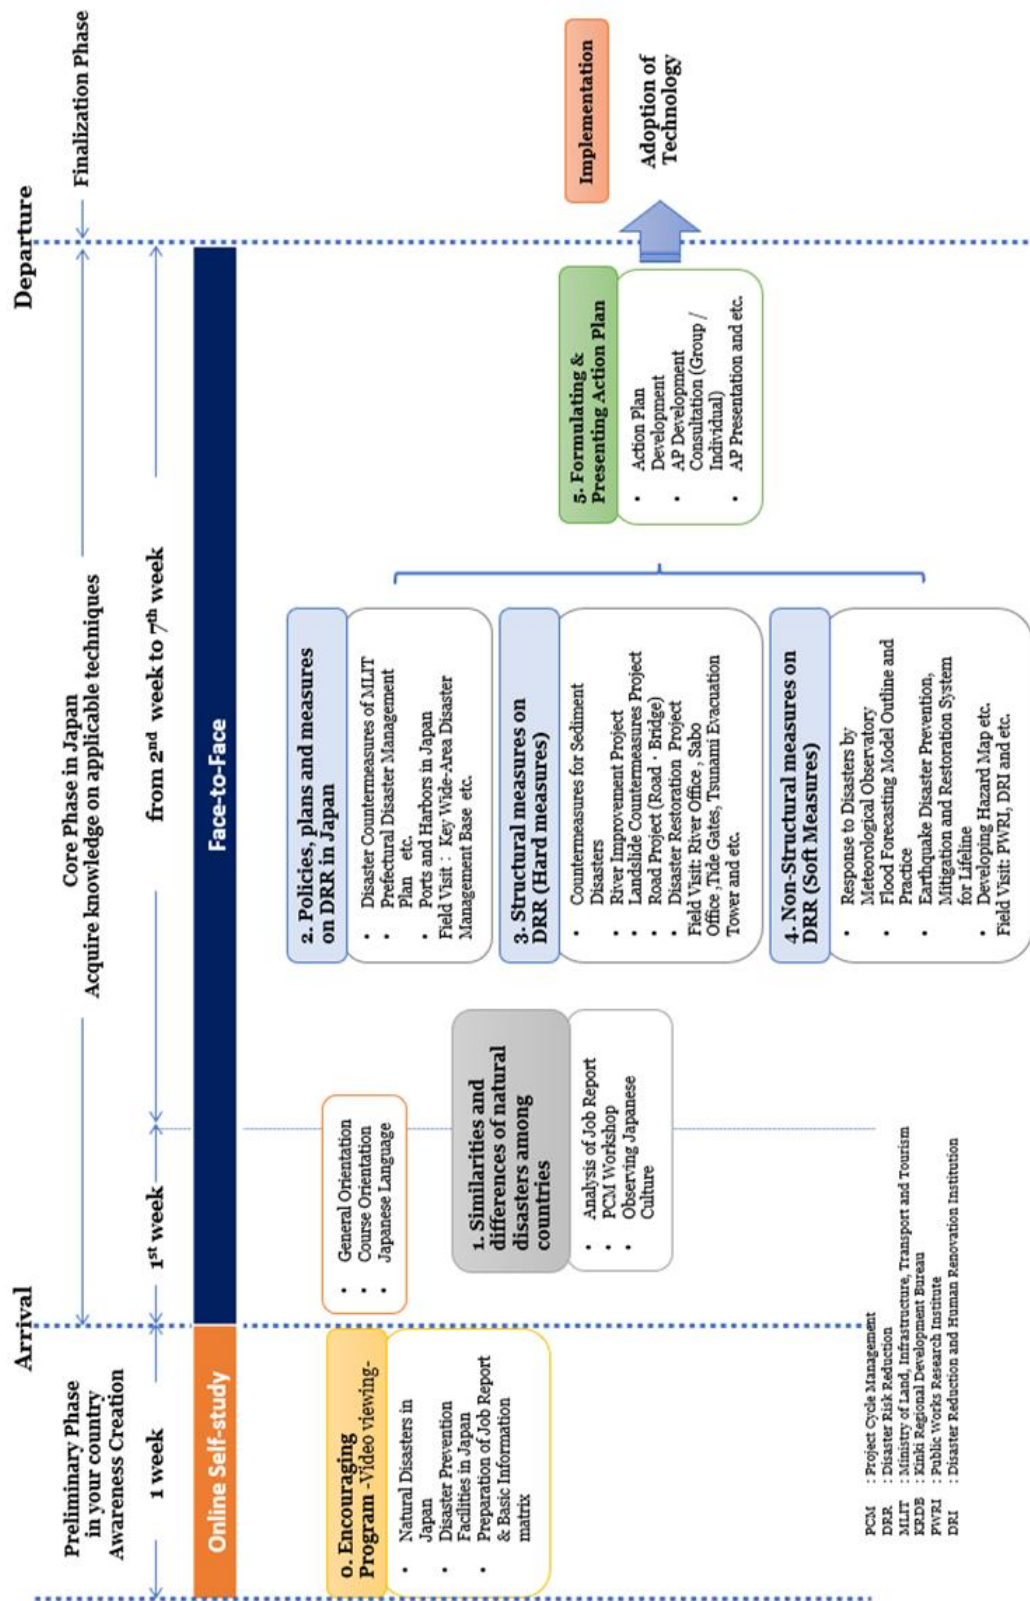 Arrival
Departure
Preliminary Phase
in your country
Awareness Creation
Core Phase in Japan
Acquire knowledge on applicable techniques
Finalization Phase
1 week
1st week
from 2nd week to 7th week
Online Self-study
Face-to-Face
0. Encouraging
Program -Video viewing-
• Natural Disasters in
Japan
• Disaster Prevention
Facilities in Japan
• Preparation of Job Report
& Basic Information
matrix
• General Orientation
• Course Orientation
• Japanese Language
1. Similarities and
differences of natural
disasters among
countries
• Analysis of Job Report
• PCM Workshop
• Observing Japanese
Culture
2. Policies, plans and measures
on DRR in Japan
• Disaster Countermeasures of MLIT
• Prefectural Disaster Management
Plan etc.
• Ports and Harbors in Japan
Field Visit : Key Wide-Area Disaster
Management Base etc.
3. Structural measures on
DRR (Hard measures)
• Countermeasures for Sediment
Disasters
• River Improvement Project
• Landslide Countermeasures Project
• Road Project (Road・Bridge)
• Disaster Restoration Project
Field Visit: River Office , Sabo
Office ,Tide Gates, Tsunami Evacuation
Tower and etc.
4. Non-Structural measures on
DRR (Soft Measures)
• Response to Disasters by
Meteorological Observatory
• Flood Forecasting Model Outline and
Practice
• Earthquake Disaster Prevention,
Mitigation and Restoration System
for Lifeline
• Developing Hazard Map etc.
• Field Visit: PWRI, DRI and etc.
5. Formulating &
Presenting Action Plan
• Action Plan
Development
• AP Development
Consultation (Group /
Individual)
• AP Presentation and etc.
Implementation
Adoption of
Technology
PCM : Project Cycle Management
DRR : Disaster Risk Reduction
MLIT : Ministry of Land, Infrastructure, Transport and Tourism
KRDB : Kinki Regional Development Bureau
PWRI : Public Works Research Institute
DRI : Disaster Reduction and Human Renovation Institution